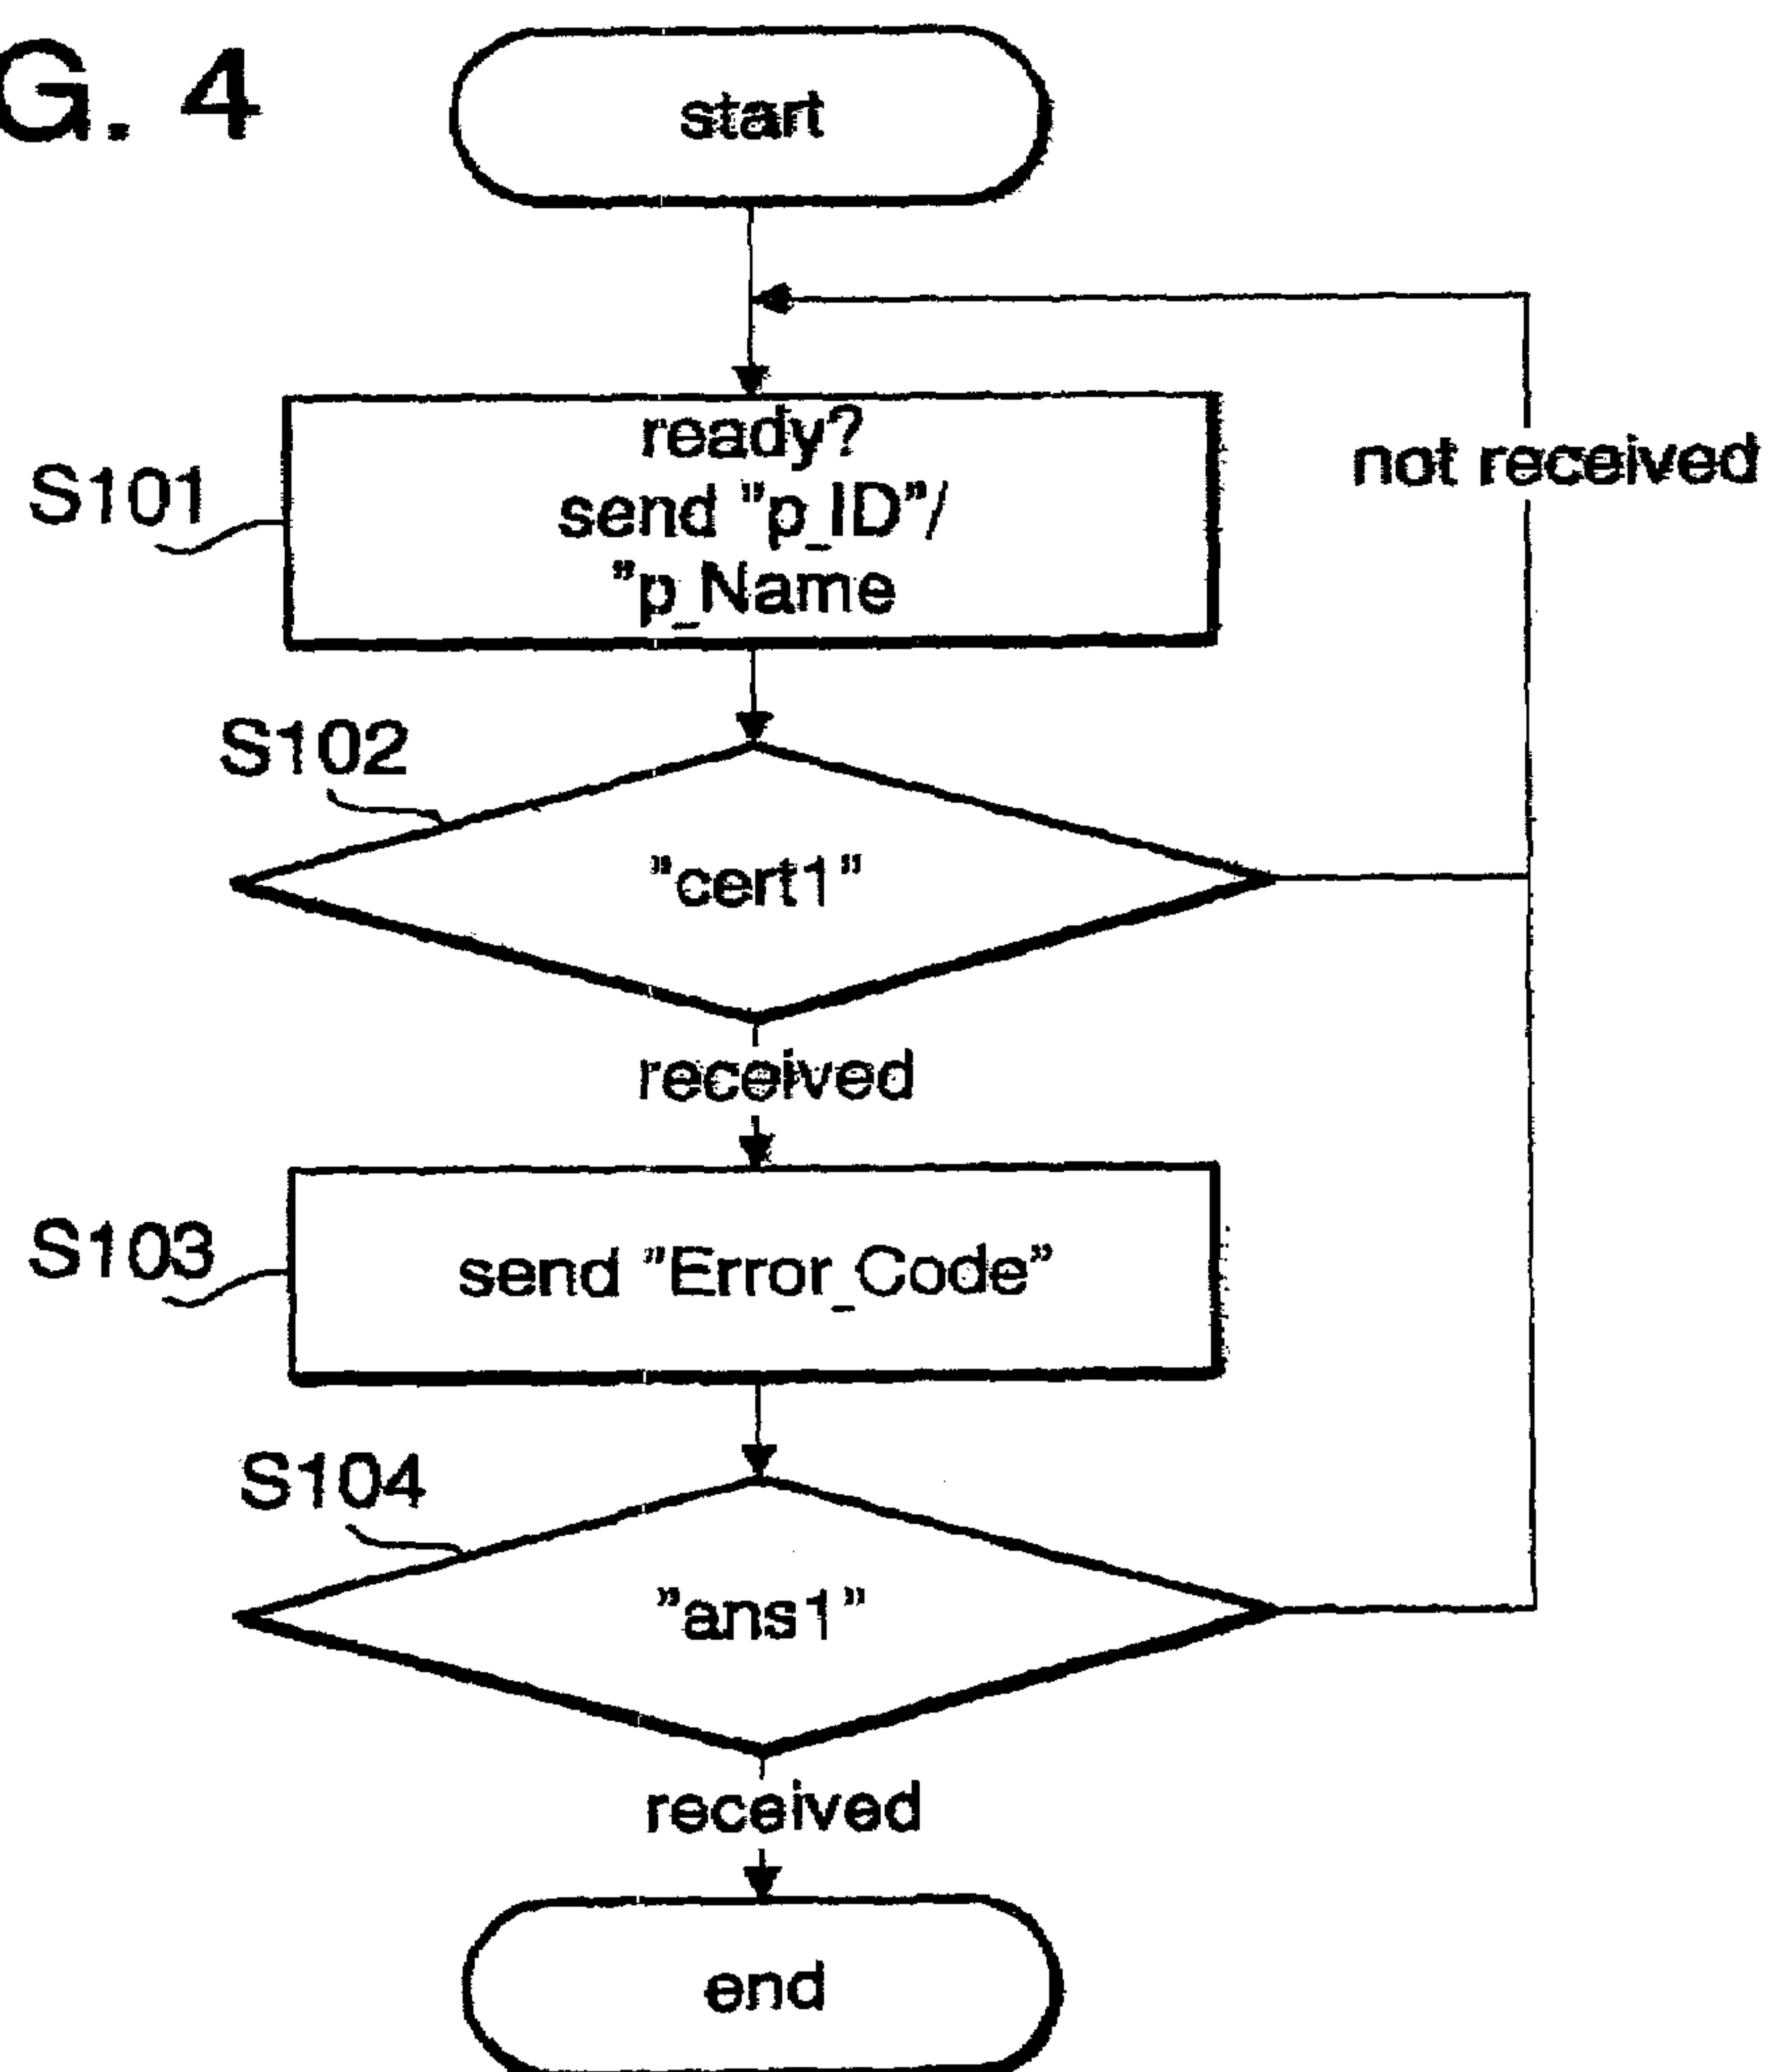 G. 4
start
not received
S101
ready?
send "p_ID"/
"p_Name
S102
"cert1"
received
S103
send "Error_Code"
S104
"ans1"
received
end